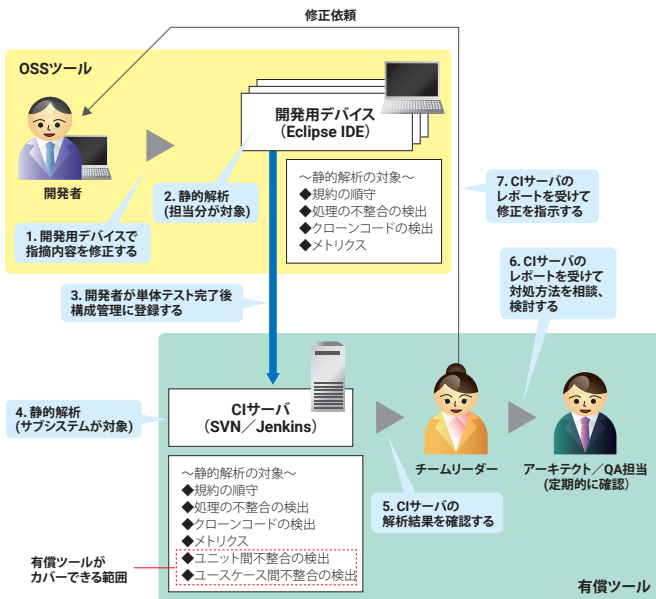 修正依頼
OSSツール
開発用デバイス
（Eclipse IDE）
開発者
2. 静的解析
（担当分が対象）
～静的解析の対象～
◆規約の順守
◆処理の不整合の検出
◆クローンコードの検出
◆メトリクス
7. CIサーバの
レポートを受けて
修正を指示する
1. 開発用デバイスで
指摘内容を修正する
6. CIサーバの
レポートを受けて
対処方法を相談、
検討する
3. 開発者が単体テスト完了後
構成管理に登録する
4. 静的解析
（サブシステムが対象）
CIサーバ
（SVN／Jenkins）
チームリーダー
アーキテクト／QA担当
（定期的に確認）
～静的解析の対象～
◆規約の順守
◆処理の不整合の検出
◆クローンコードの検出
◆メトリクス
◆ユニット間不整合の検出
◆ユースケース間不整合の検出
5. CIサーバの
解析結果を確認する
有償ツールが
カバーできる範囲
有償ツール